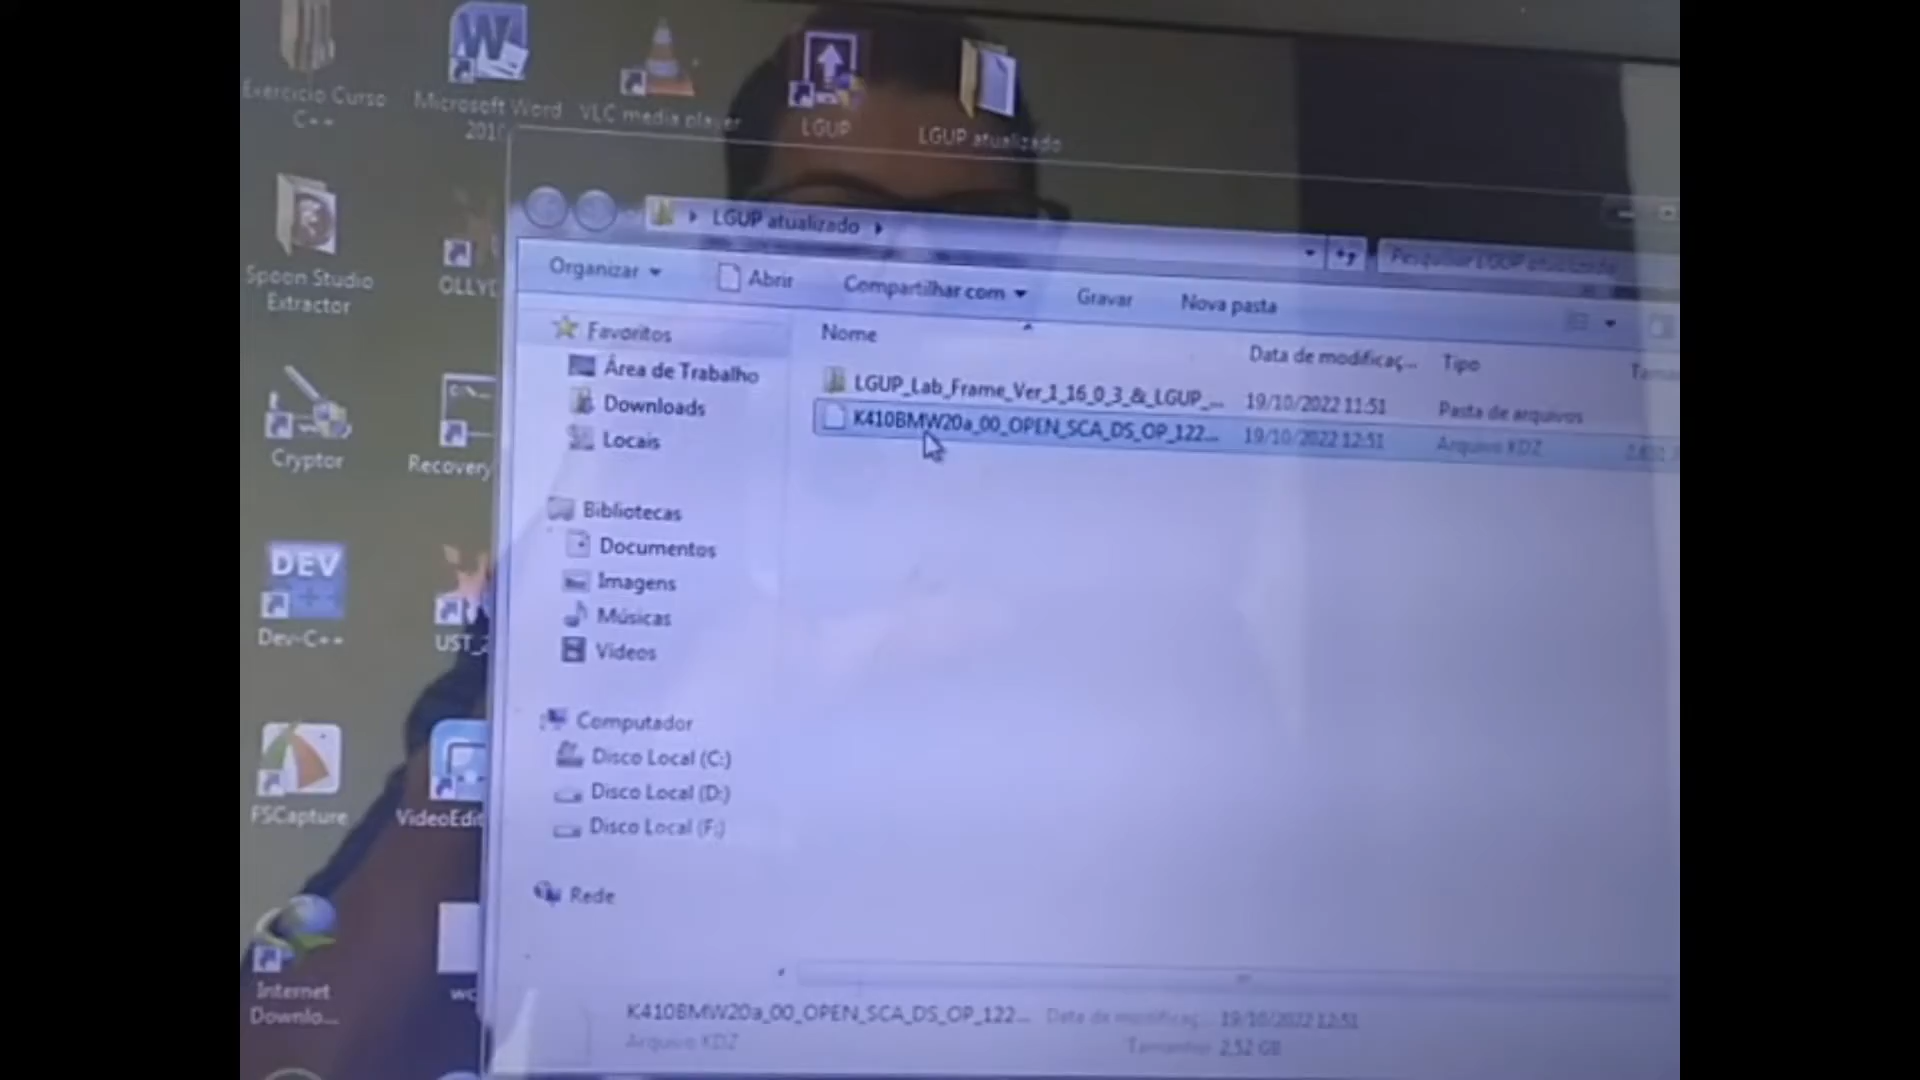 Exercicio Curso
C++
Microsoft Word
VLC media player
LGUP
LGUP atualizado
Spoon Studio
Extractor
Cryptor
Recovery
Dev-C++
FSCapture
VideoEdit
Internet
Downlo...
LGUP atualizado
Pesquisar LGUP atualizado
Organizar
Abrir
Compartilhar com
Gravar
Nova pasta
Favoritos
Área de Trabalho
Downloads
Locais
Bibliotecas
Documentos
Imagens
Músicas
Vídeos
Computador
Disco Local (C:)
Disco Local (D:)
Disco Local (F:)
Rede
Nome
Data de modificaç...
Tipo
LGUP_Lab_Frame_Ver_1_16_0_3_&_LGUP_...
19/10/2022 11:51
Pasta de arquivos
K410BMW20a_00_OPEN_SCA_DS_OP_122...
19/10/2022 12:51
Arquivo KDZ
K410BMW20a_00_OPEN_SCA_DS_OP_122...
Data de modificaç...
19/10/2022 12:51
Arquivo KDZ
Tamanho: 2,52 GB